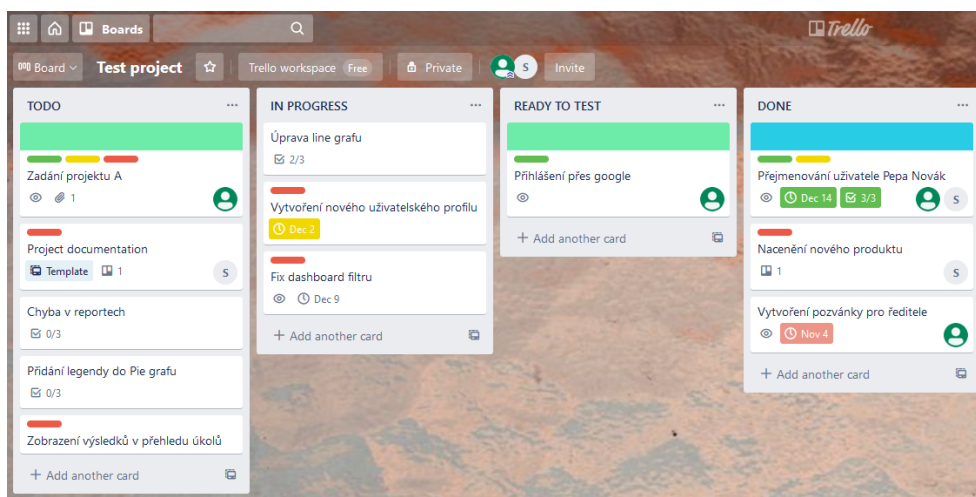 Boards
Trello
Board
Test project
Trello workspace Free
Private
S
Invite
TODO
Zadání projektu A
1
Project documentation
Template 1
S
Chyba v reportech
0/3
Přidání legendy do Pie grafu
0/3
Zobrazení výsledků v přehledu úkolů
+ Add another card
IN PROGRESS
Úprava line grafu
2/3
Vytvoření nového uživatelského profilu
Dec 2
Fix dashboard filtru
Dec 9
+ Add another card
READY TO TEST
Přihlášení přes google
+ Add another card
DONE
Přejmenování uživatele Pepa Novák
Dec 14 3/3 S
Nacenění nového produktu
1 S
Vytvoření pozvánky pro ředitele
Nov 4
+ Add another card